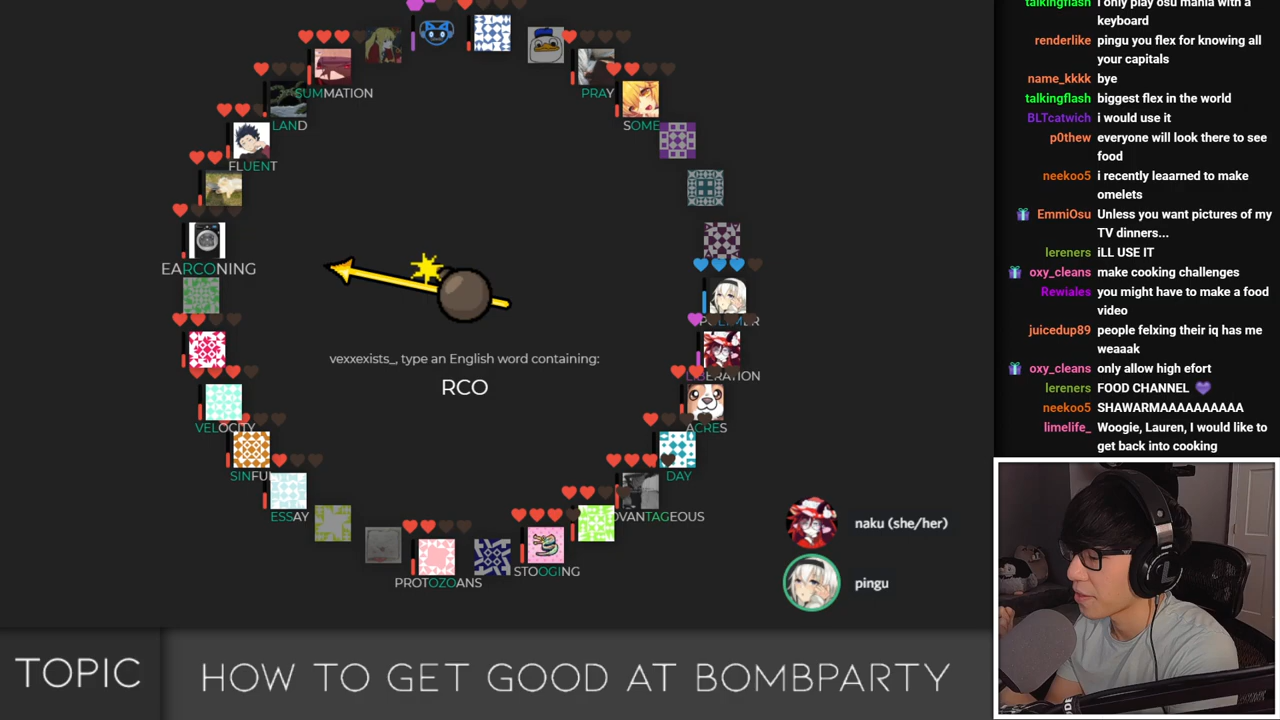 SUMMATION
PRAY
LAND
SOME
FLUENT
EARCONING
LIBERATION
vexxexists_, type an English word containing:
RCO
VELOCITY
ACRES
SINFUL
DAY
ESSAY
ADVANTAGEOUS
STOOGING
PROTOZOANS
naku (she/her)
pingu
TOPIC
HOW TO GET GOOD AT BOMBPARTY
talkingflash i only play osu mania with a
keyboard
renderlike pingu you flex for knowing all
your capitals
name_kkkk bye
talkingflash biggest flex in the world
BLTcatwich i would use it
p0thew everyone will look there to see
food
neekoo5 i recently leaarned to make
omelets
EmmiOsu Unless you want pictures of my
TV dinners...
lereners iLL USE IT
oxy_cleans make cooking challenges
Rewiales you might have to make a food
video
juicedup89 people felxing their iq has me
weaaak
oxy_cleans only allow high efort
lereners FOOD CHANNEL 💜
neekoo5 SHAWARMAAAAAAAAAA
limelife_ Woogie, Lauren, I would like to
get back into cooking